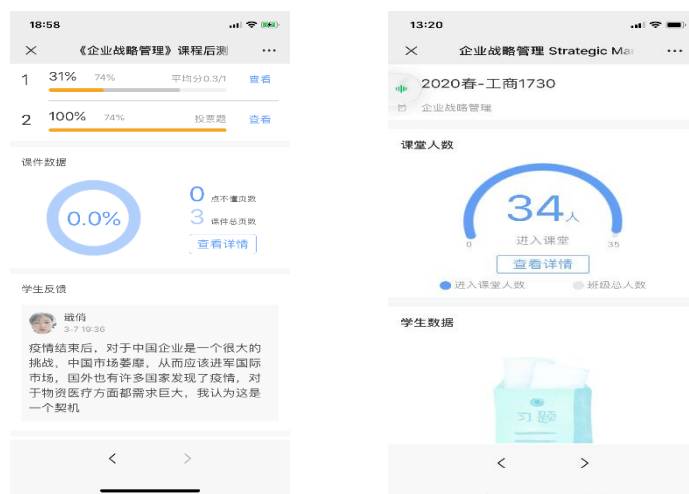 18:58
《企业战略管理》课程后测
1 31% 74% 平均分0.3/1 查看
2 100% 74% 投票题 查看
课件数据
0.0%
0 点不懂页数
3 课件总页数
查看详情
学生反馈
戢俏
3-7 19:36
疫情结束后，对于中国企业是一个很大的
挑战，中国市场萎靡，从而应该进军国际
市场，国外也有许多国家发现了疫情，对
于物资医疗方面都需求巨大，我认为这是
一个契机
13:20
企业战略管理 Strategic Mar
2020春-工商1730
企业战略管理
课堂人数
34人
0 进入课堂 35
查看详情
进入课堂人数 班级总人数
学生数据
习题